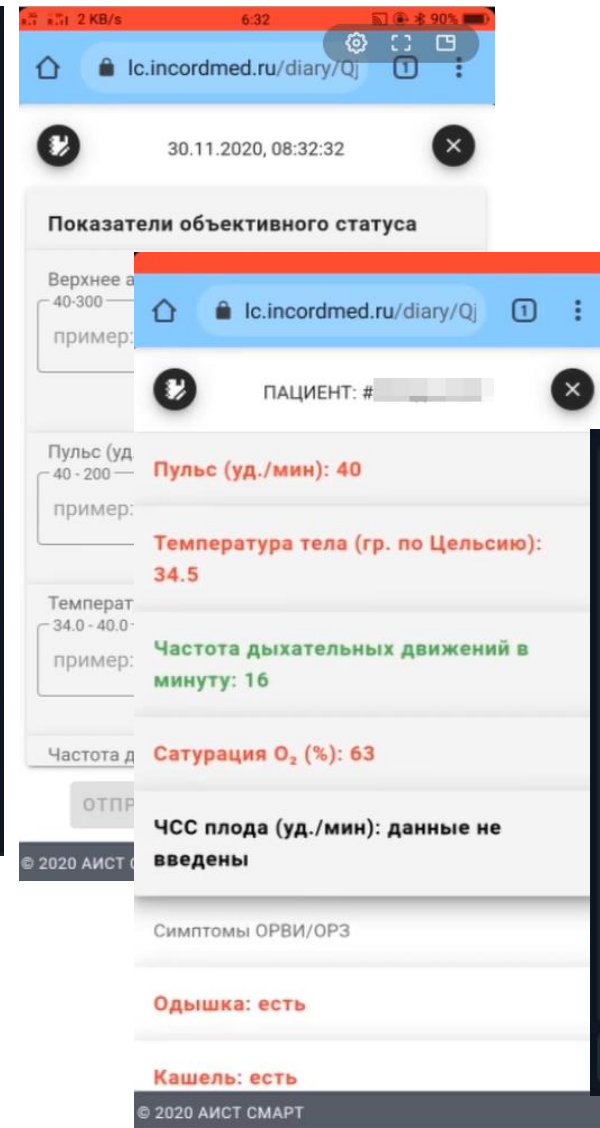 2 KB/s 6:32 90%
lc.incordmed.ru/diary/Qj 1
30.11.2020, 08:32:32
Показатели объективного статуса
Верхнее а
40-300
пример:
Пульс (уд
40 - 200
пример:
Температ
34.0 - 40.0
пример:
Частота д
ОТПР
© 2020 АИСТ
lc.incordmed.ru/diary/Qj 1
ПАЦИЕНТ: #
Пульс (уд./мин): 40
Температура тела (гр. по Цельсию):
34.5
Частота дыхательных движений в
минуту: 16
Сатурация O₂ (%): 63
ЧСС плода (уд./мин): данные не
введены
Симптомы ОРВИ/ОРЗ
Одышка: есть
Кашель: есть
© 2020 АИСТ СМАРТ